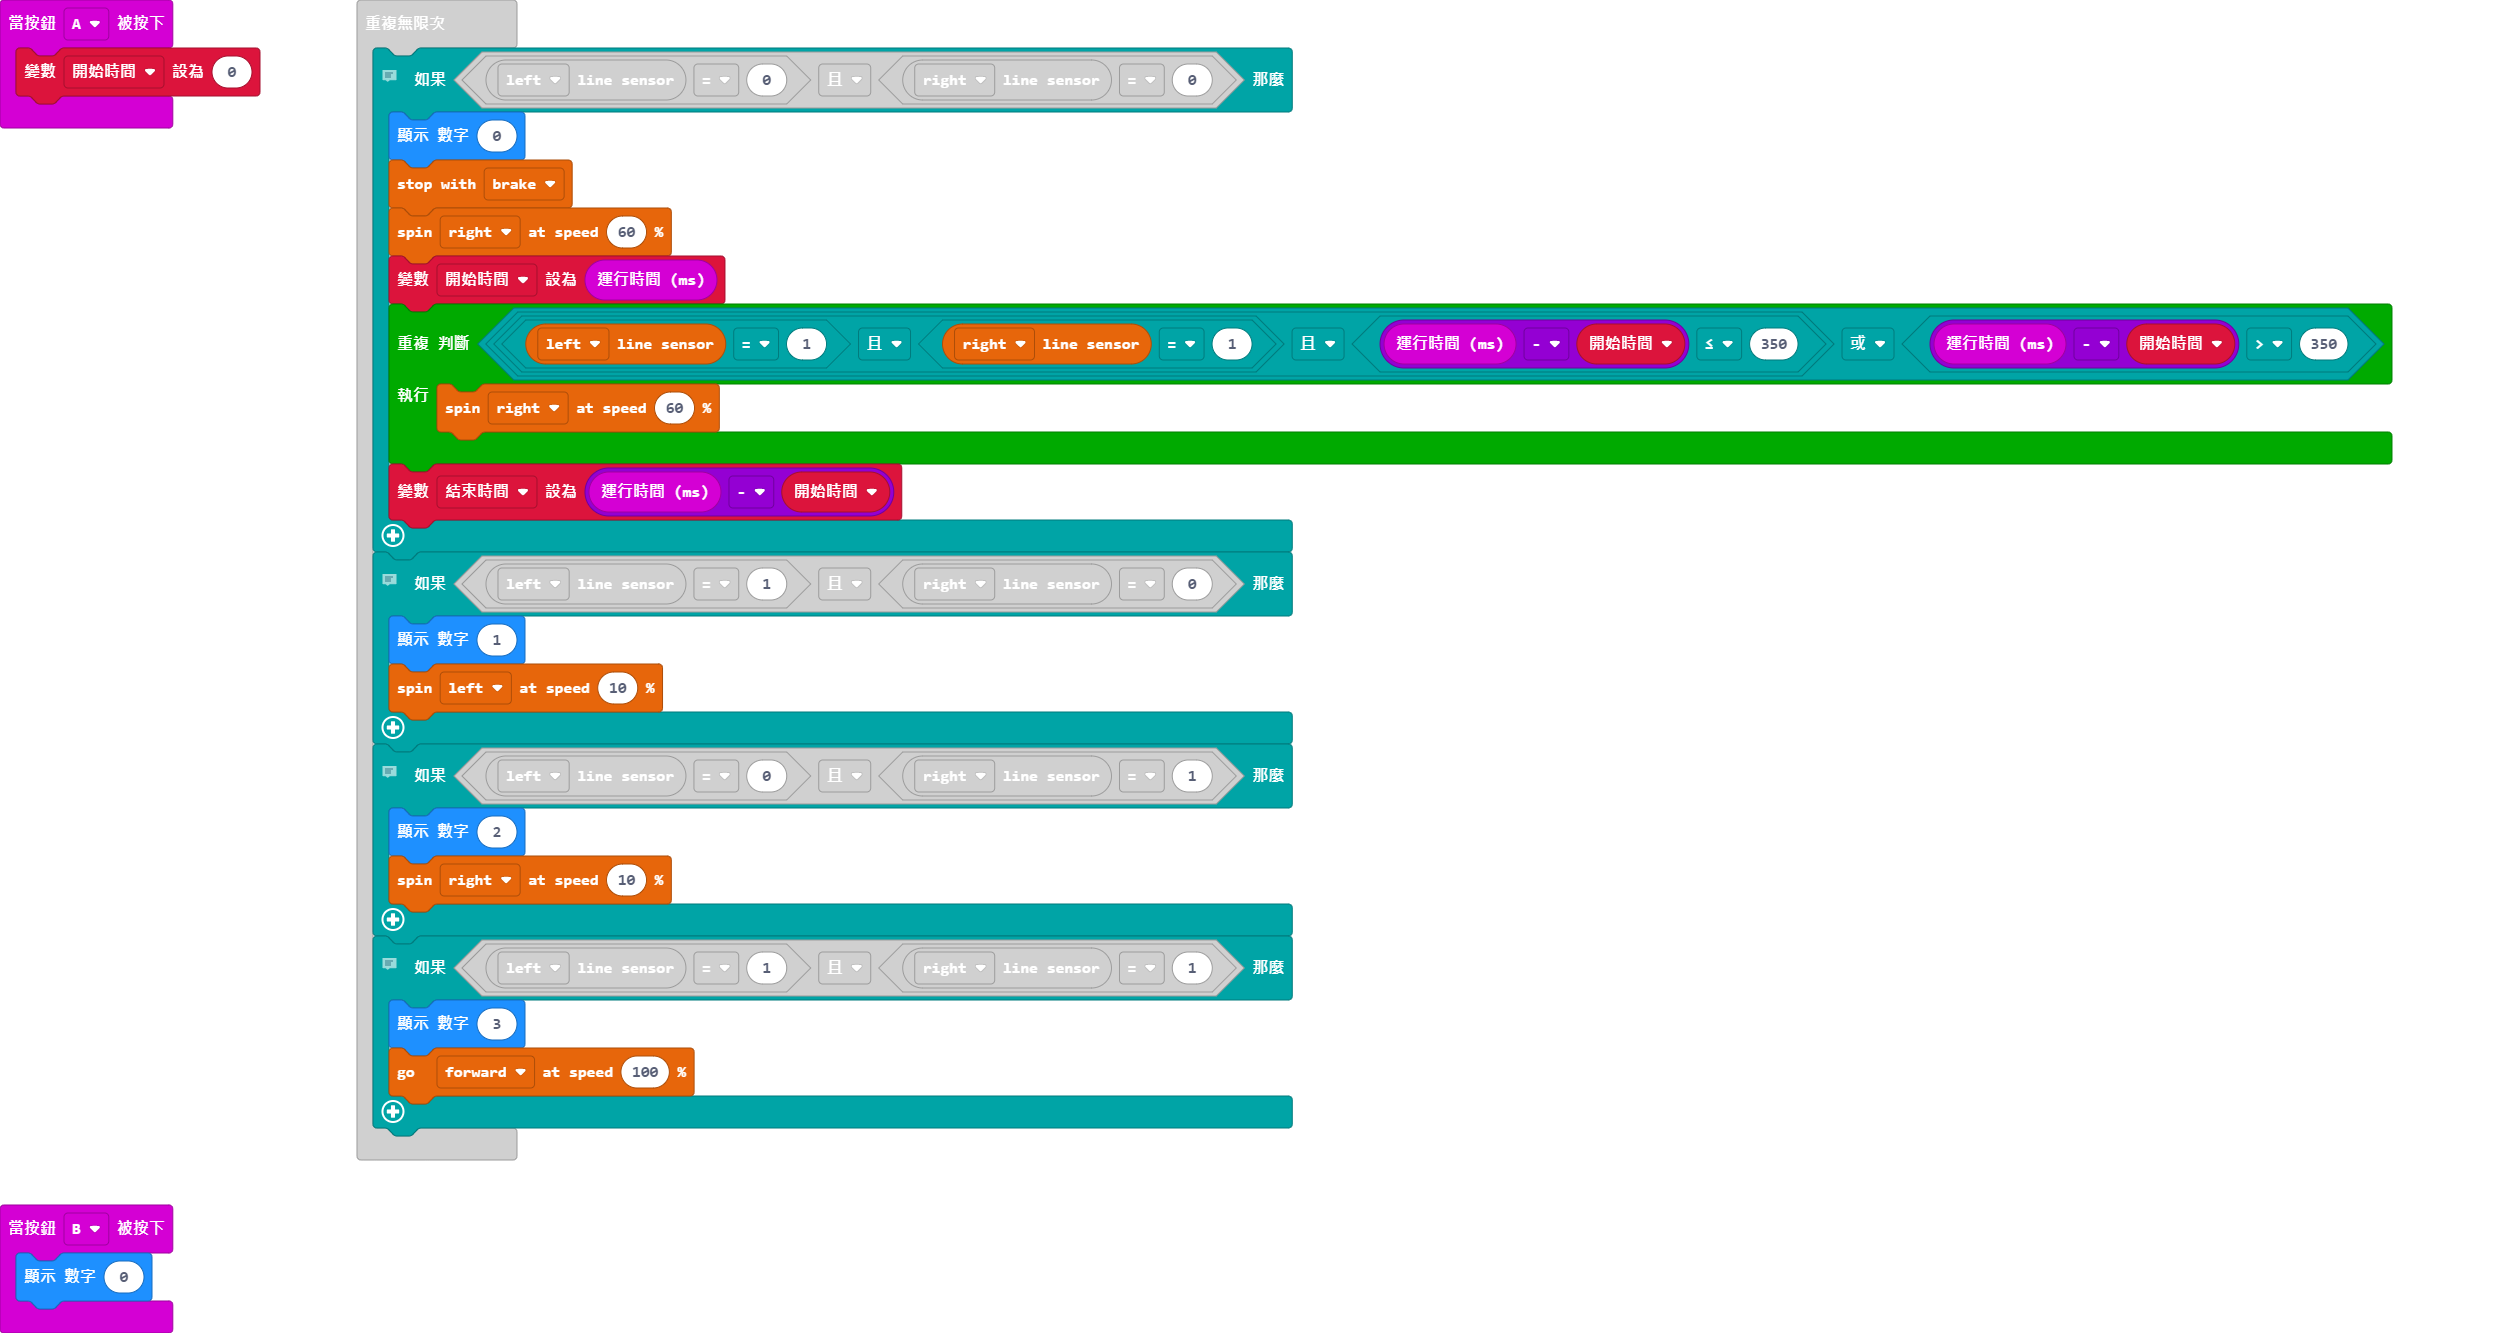 當按鈕 A 被按下
變數 開始時間 設為 0
重複無限次
如果 left line sensor = 0 且 right line sensor = 0 那麼
顯示 數字 0
stop with brake
spin right at speed 60 %
變數 開始時間 設為 運行時間 (ms)
重複 判斷 left line sensor = 1 且 right line sensor = 1 且 運行時間 (ms) - 開始時間 ≤ 350 或 運行時間 (ms) - 開始時間 > 350
執行 spin right at speed 60 %
變數 結束時間 設為 運行時間 (ms) - 開始時間
如果 left line sensor = 1 且 right line sensor = 0 那麼
顯示 數字 1
spin left at speed 10 %
如果 left line sensor = 0 且 right line sensor = 1 那麼
顯示 數字 2
spin right at speed 10 %
如果 left line sensor = 1 且 right line sensor = 1 那麼
顯示 數字 3
go forward at speed 100 %
當按鈕 B 被按下
顯示 數字 0